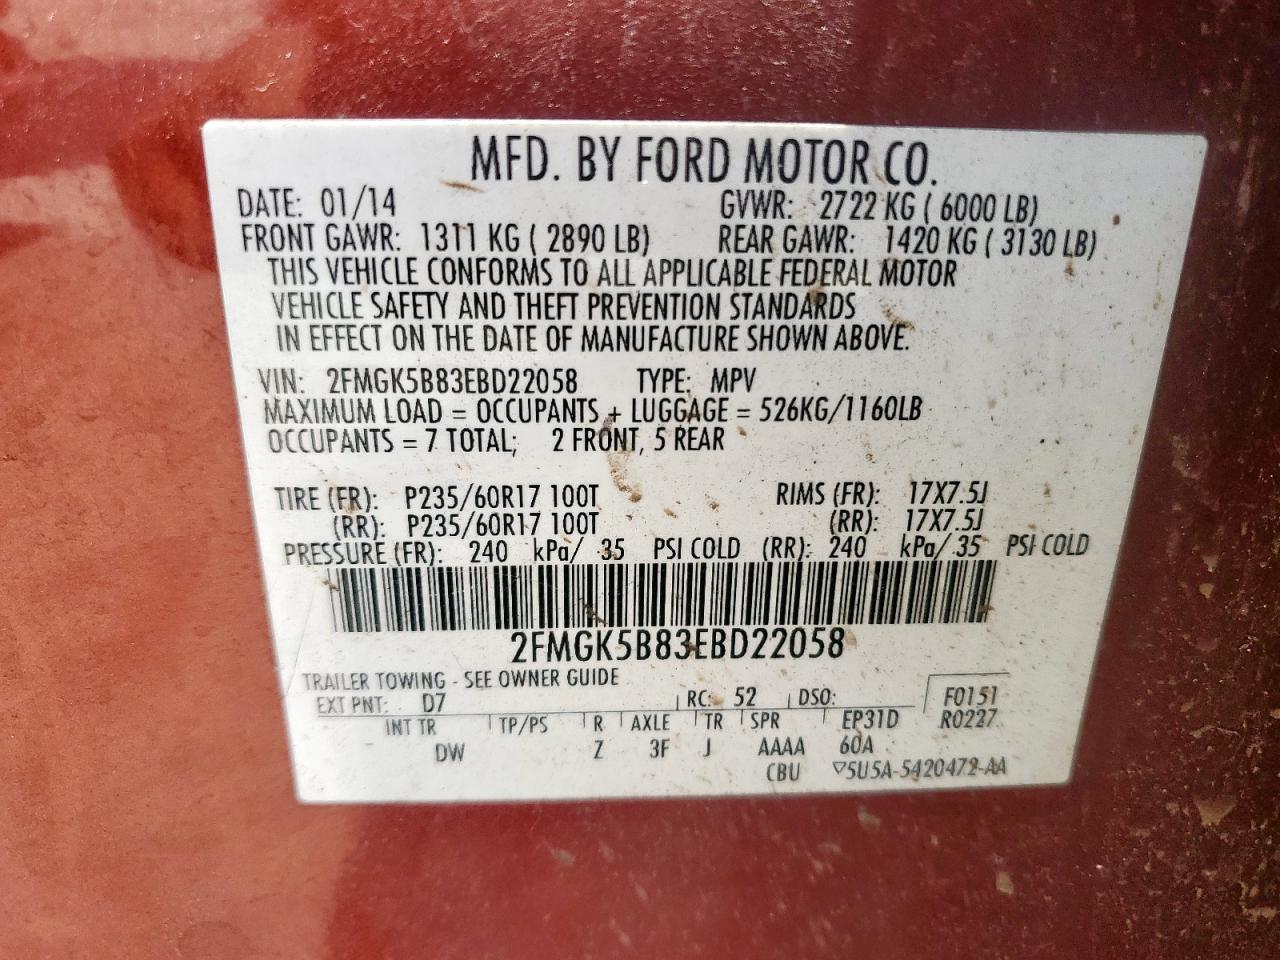 MFD. BY FORD MOTOR CO.
DATE: 01/14 GVWR: 2722 KG ( 6000 LB)
FRONT GAWR: 1311 KG ( 2890 LB) REAR GAWR: 1420 KG ( 3130 LB)
THIS VEHICLE CONFORMS TO ALL APPLICABLE FEDERAL MOTOR
VEHICLE SAFETY AND THEFT PREVENTION STANDARDS
IN EFFECT ON THE DATE OF MANUFACTURE SHOWN ABOVE.
VIN: 2FMGK5B83EBD22058 TYPE: MPV
MAXIMUM LOAD = OCCUPANTS + LUGGAGE = 526KG/1160LB
OCCUPANTS = 7 TOTAL; 2 FRONT, 5 REAR
TIRE (FR): P235/60R17 100T RIMS (FR): 17X7.5J
(RR): P235/60R17 100T (RR): 17X7.5J
PRESSURE (FR): 240 kPa/ 35 PSI COLD (RR): 240 kPa/ 35 PSI COLD
2FMGK5B83EBD22058
TRAILER TOWING - SEE OWNER GUIDE
EXT PNT: D7 RC: 52 DSO: F0151
INT TR TP/PS R AXLE TR SPR EP31D R0227
DW Z 3F J AAAA 60A
CBU ▽5U5A-5420472-AA